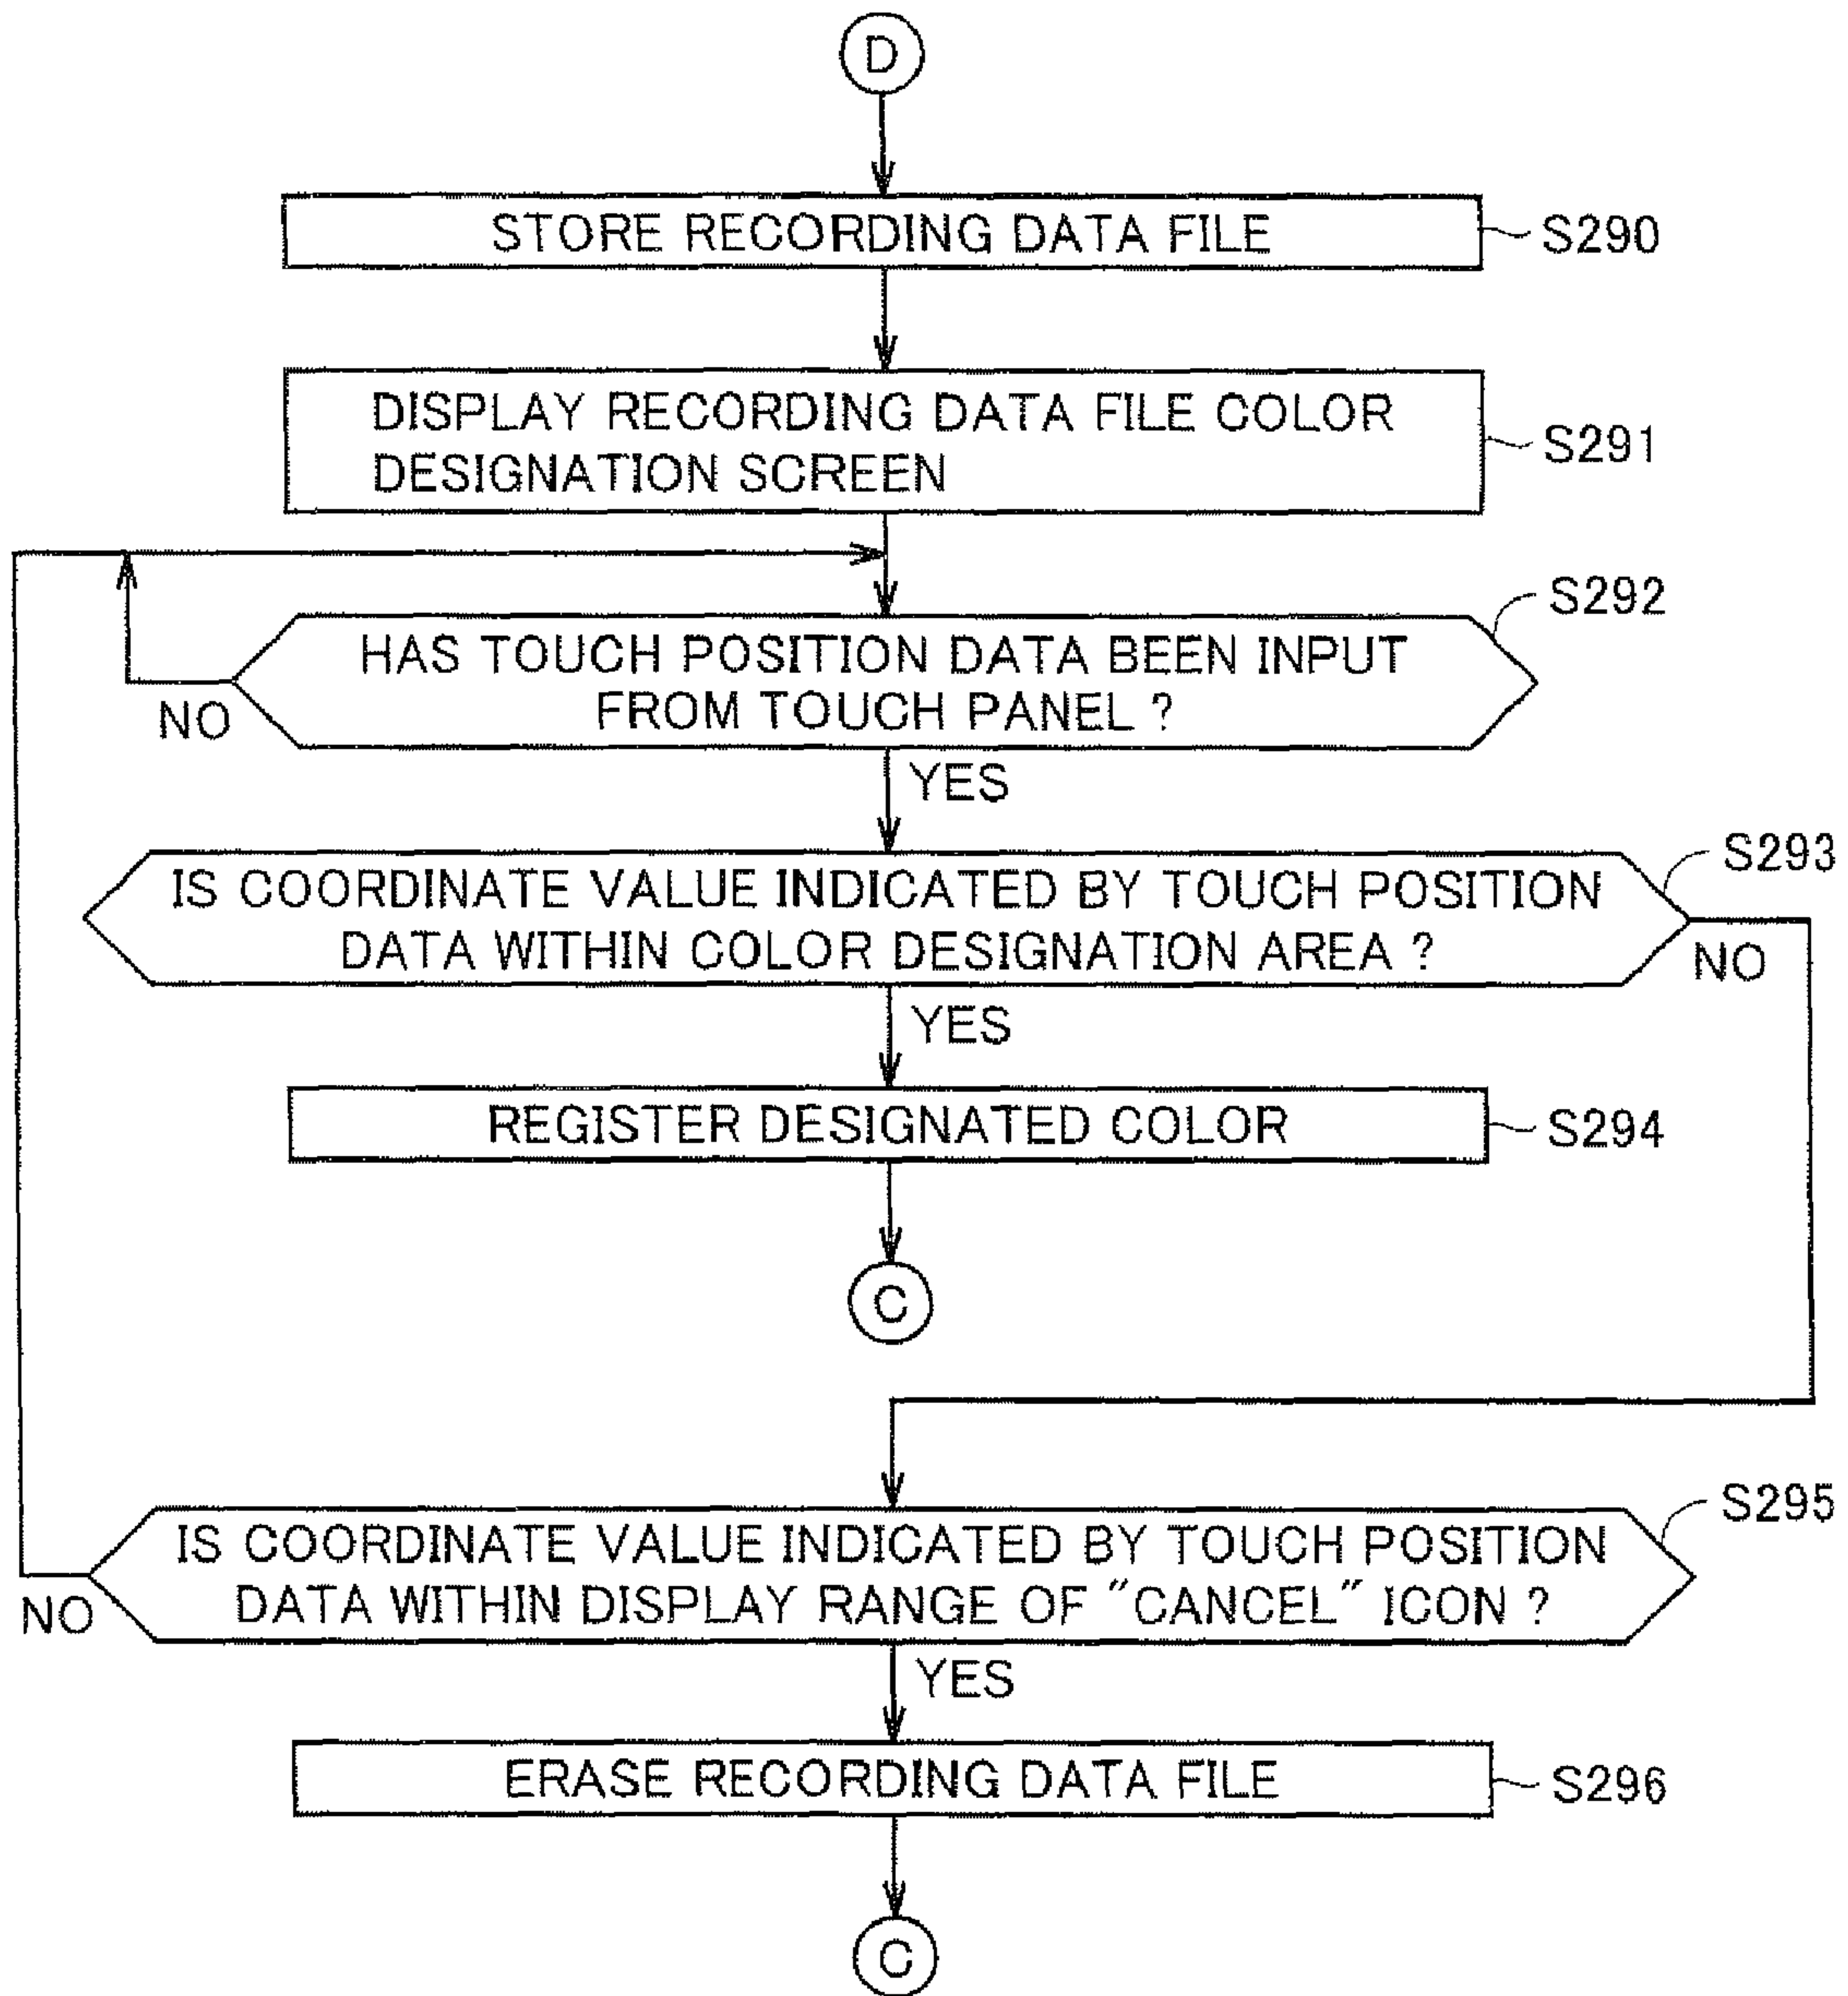 D
STORE RECORDING DATA FILE
S290
DISPLAY RECORDING DATA FILE COLOR
DESIGNATION SCREEN
S291
S292
HAS TOUCH POSITION DATA BEEN INPUT
FROM TOUCH PANEL ?
NO
YES
S293
IS COORDINATE VALUE INDICATED BY TOUCH POSITION
DATA WITHIN COLOR DESIGNATION AREA ?
NO
YES
REGISTER DESIGNATED COLOR
S294
C
S295
IS COORDINATE VALUE INDICATED BY TOUCH POSITION
DATA WITHIN DISPLAY RANGE OF "CANCEL" ICON ?
NO
YES
ERASE RECORDING DATA FILE
S296
C